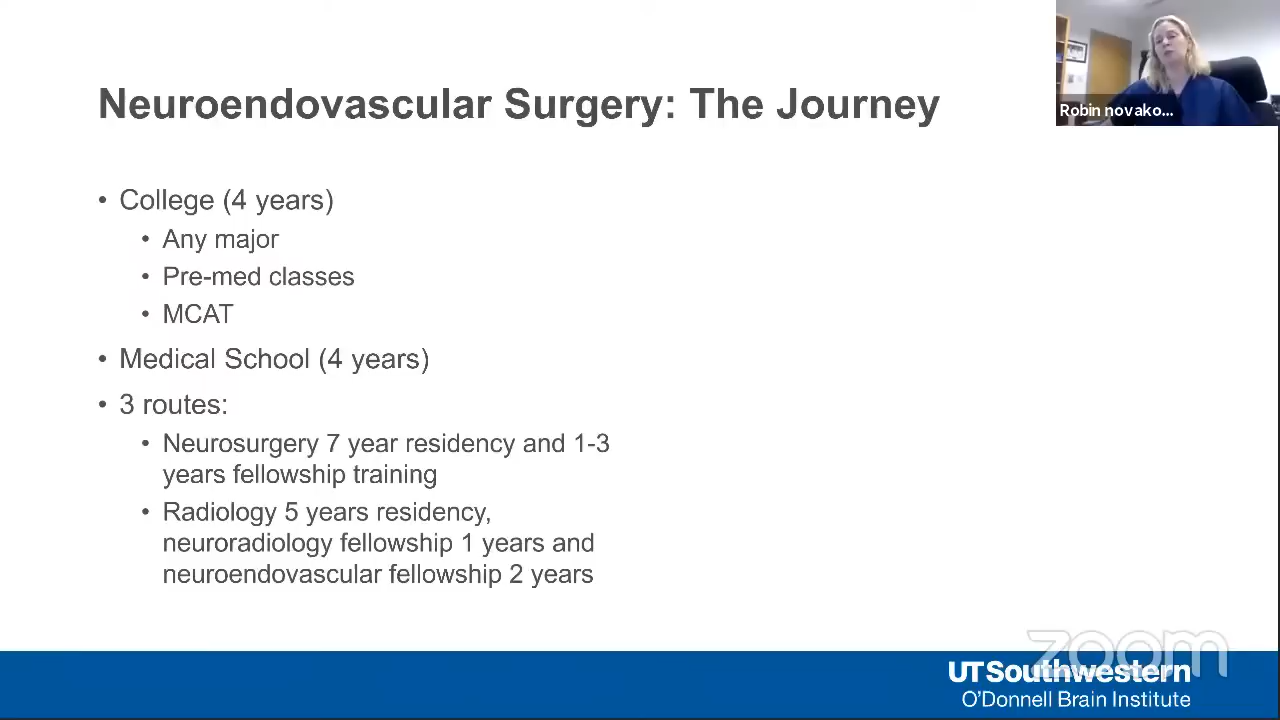 Neuroendovascular Surgery: The Journey
Robin novako...
• College (4 years)
• Any major
• Pre-med classes
• MCAT
• Medical School (4 years)
• 3 routes:
• Neurosurgery 7 year residency and 1-3
years fellowship training
• Radiology 5 years residency,
neuroradiology fellowship 1 years and
neuroendovascular fellowship 2 years
zoom
UTSouthwestern
O'Donnell Brain Institute